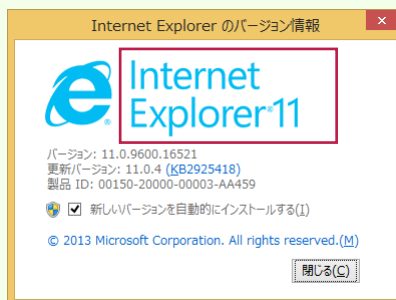 Internet Explorer のバージョン情報
Internet
Explorer 11
バージョン: 11.0.9600.16521
更新バージョン: 11.0.4 (KB2925418)
製品 ID: 00150-20000-00003-AA459
新しいバージョンを自動的にインストールする(I)
© 2013 Microsoft Corporation. All rights reserved.(M)
閉じる(C)